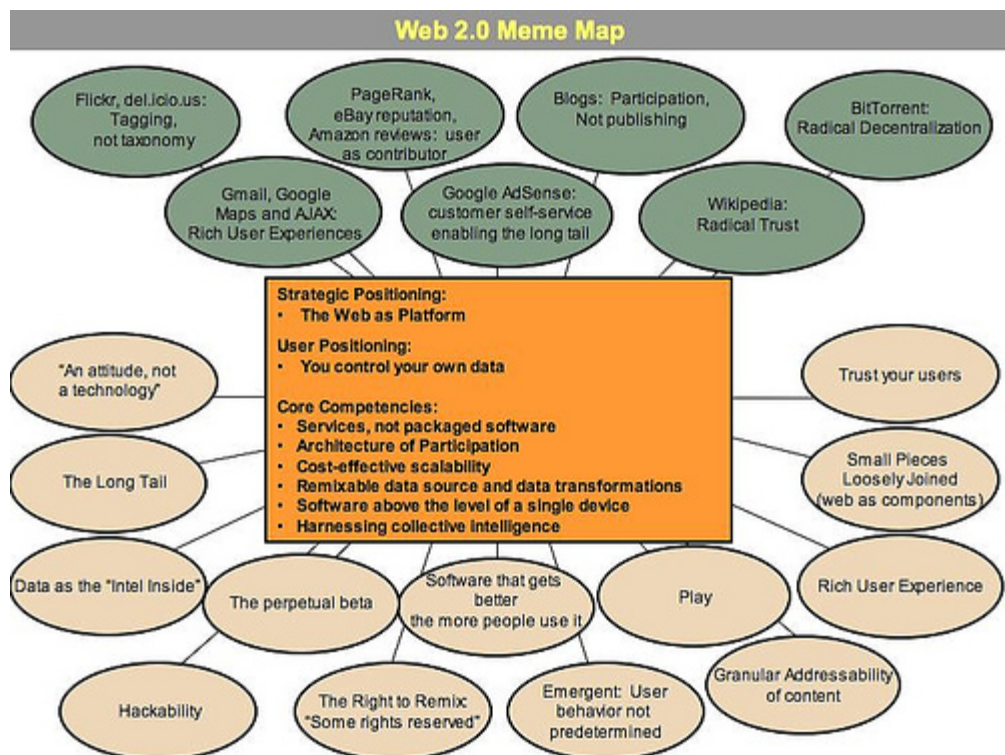 Web 2.0 Meme Map
Flickr, del.icio.us:
Tagging,
not taxonomy
PageRank,
eBay reputation,
Amazon reviews: user
as contributor
Blogs: Participation,
Not publishing
BitTorrent:
Radical Decentralization
Gmail, Google
Maps and AJAX:
Rich User Experiences
Google AdSense:
customer self-service
enabling the long tail
Wikipedia:
Radical Trust
Strategic Positioning:
• The Web as Platform
User Positioning:
• You control your own data
Core Competencies:
• Services, not packaged software
• Architecture of Participation
• Cost-effective scalability
• Remixable data source and data transformations
• Software above the level of a single device
• Harnessing collective intelligence
"An attitude, not
a technology"
Trust your users
The Long Tail
Small Pieces
Loosely Joined
(web as components)
Data as the "Intel Inside"
The perpetual beta
Software that gets
better
the more people use it
Play
Rich User Experience
Hackability
The Right to Remix:
"Some rights reserved"
Emergent: User
behavior not
predetermined
Granular Addressability
of content